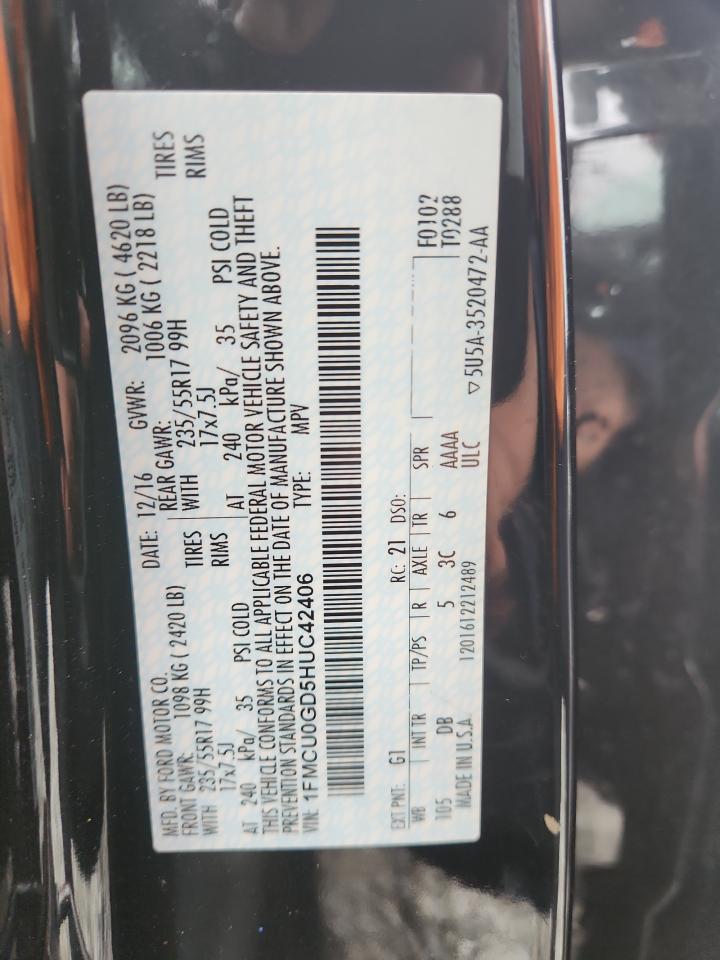 MFD. BY FORD MOTOR CO. DATE: 12/16 GVWR: 2096 KG ( 4620 LB)
FRONT GAWR: 1098 KG ( 2420 LB) REAR GAWR: 1006 KG ( 2218 LB)
WITH 235/55R17 99H TIRES WITH 235/55R17 99H TIRES
17x7.5J RIMS 17x7.5J RIMS
AT 240 kPa/ 35 PSI COLD AT 240 kPa/ 35 PSI COLD
THIS VEHICLE CONFORMS TO ALL APPLICABLE FEDERAL MOTOR VEHICLE SAFETY AND THEFT
PREVENTION STANDARDS IN EFFECT ON THE DATE OF MANUFACTURE SHOWN ABOVE.
VIN: 1FMCU0GD5HUC42406 TYPE: MPV
EXT PNT: G1 RC: 21 DSO: F0102
WB INT TR TP/PS R AXLE TR SPR T0288
105 DB 5 3C 6 AAAA
MADE IN U.S.A. 1201612212489 ULC ▽5U5A-3520472-AA